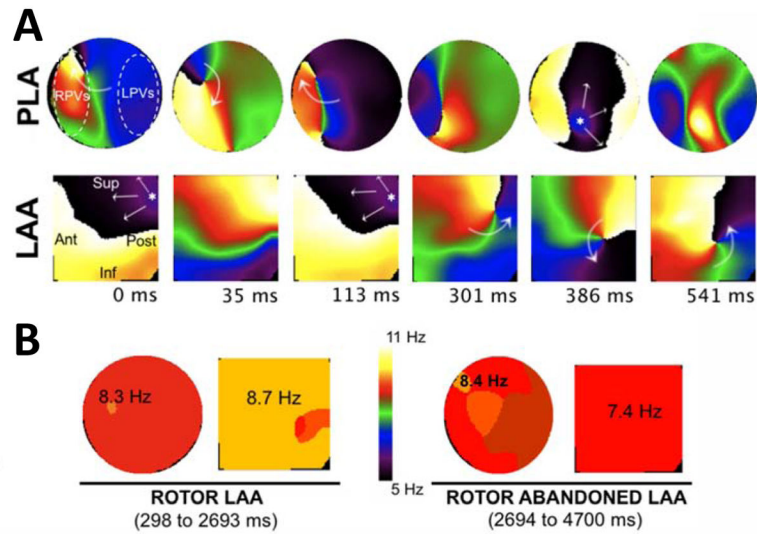 A
PLA
RPVs
LPVs
*
LAA
Sup
*
Ant
Post
Inf
*
0 ms
35 ms
113 ms
301 ms
386 ms
541 ms
B
8.3 Hz
8.7 Hz
11 Hz
5 Hz
8.4 Hz
7.4 Hz
ROTOR LAA
(298 to 2693 ms)
ROTOR ABANDONED LAA
(2694 to 4700 ms)